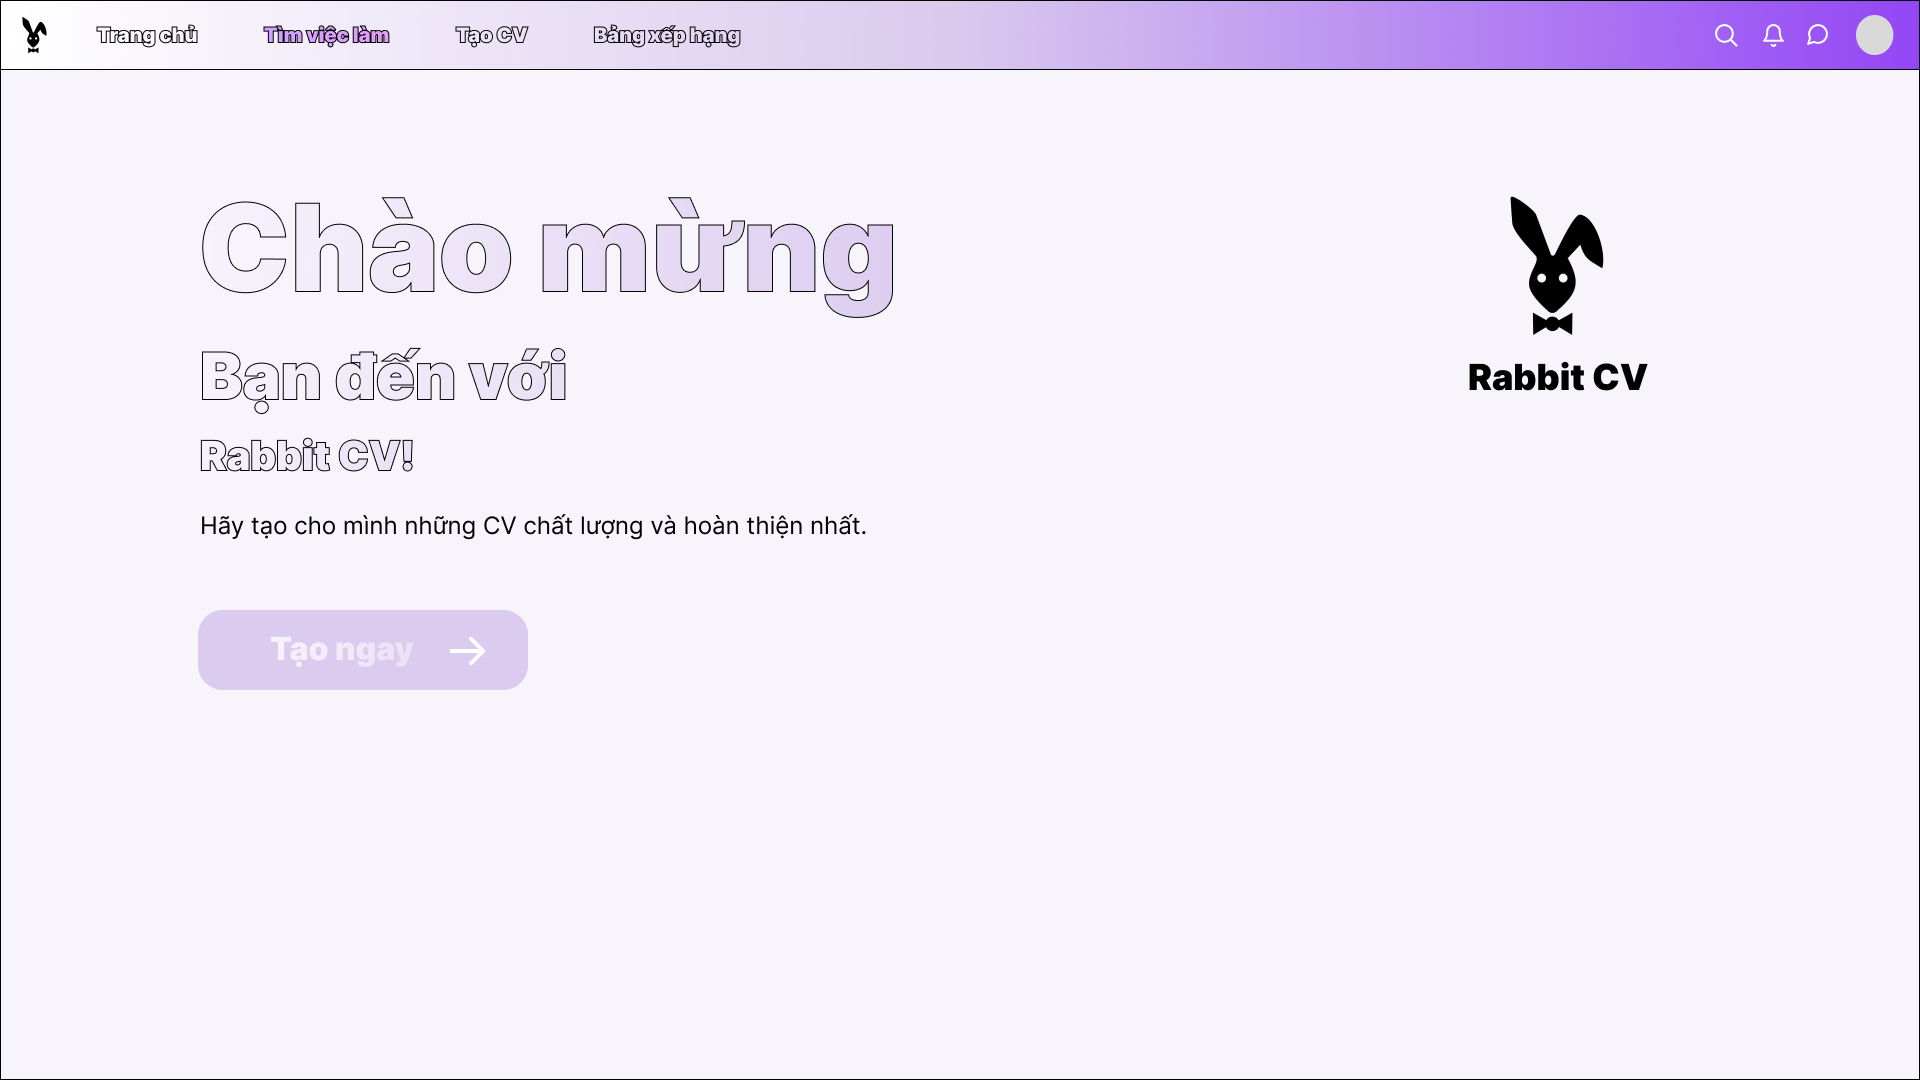 Trang chủ
Tìm việc làm
Tạo CV
Bảng xếp hạng
Chào mừng
Bạn đến với
Rabbit CV!
Hãy tạo cho mình những CV chất lượng và hoàn thiện nhất.
Tạo ngay
Rabbit CV